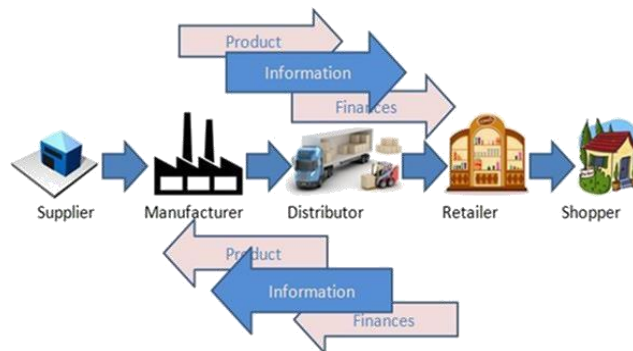 Product
Information
Finances
Supplier
Manufacturer
Distributor
Retailer
Shopper
Product
Information
Finances